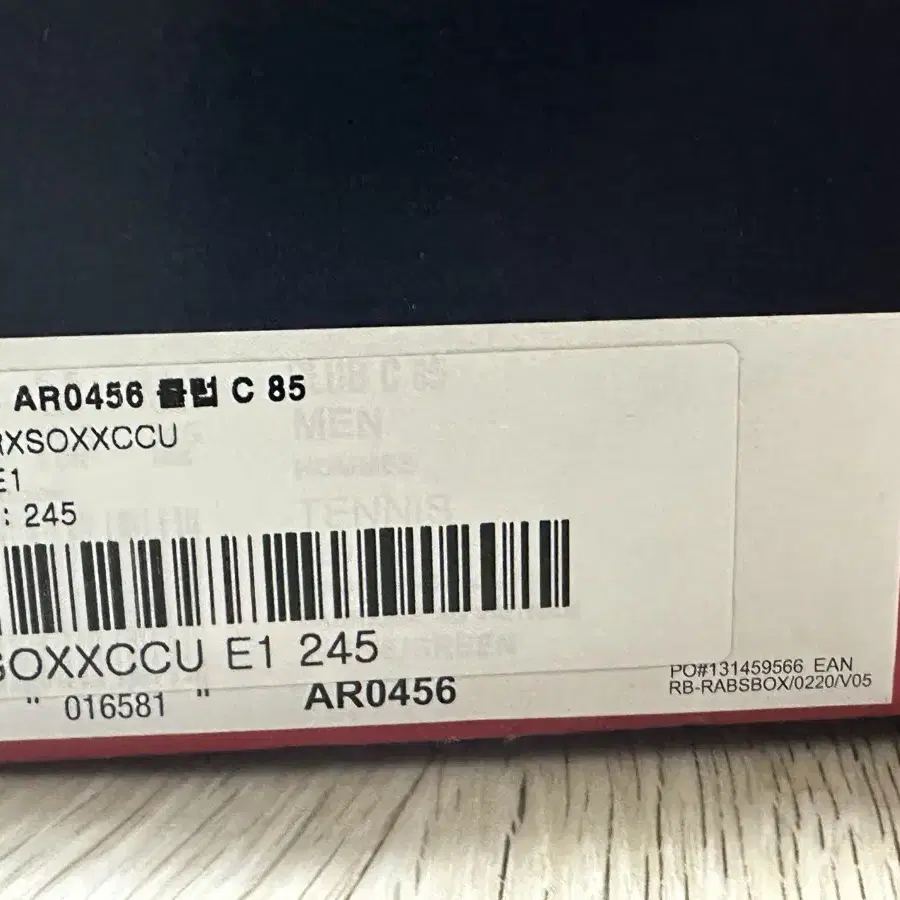 AR0456 클럽 C 85
RXSOXXCCU
E1
: 245
MEN
TENNIS
SOXXCCU E1 245
" 016581 "
AR0456
PO#131459566 EAN
RB-RABSBOX/0220/V05